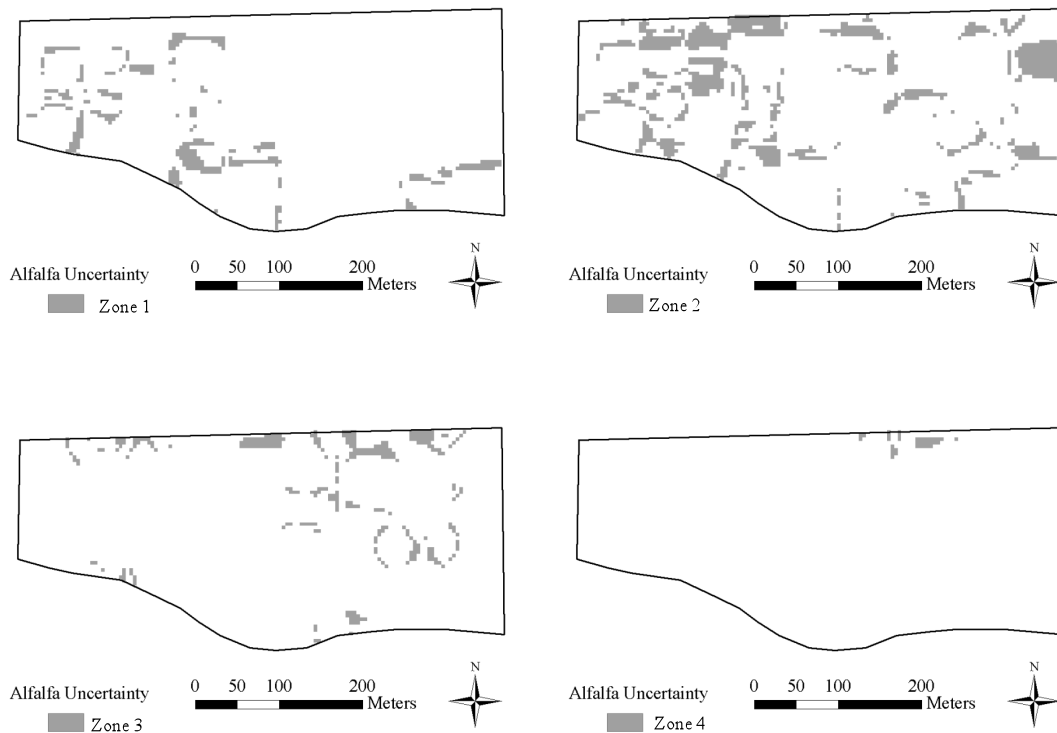 N
0 50 100 200
Alfalfa Uncertainty
Meters
Zone 1
N
0 50 100 200
Alfalfa Uncertainty
Meters
Zone 2
N
0 50 100 200
Alfalfa Uncertainty
Meters
Zone 3
N
0 50 100 200
Alfalfa Uncertainty
Meters
Zone 4